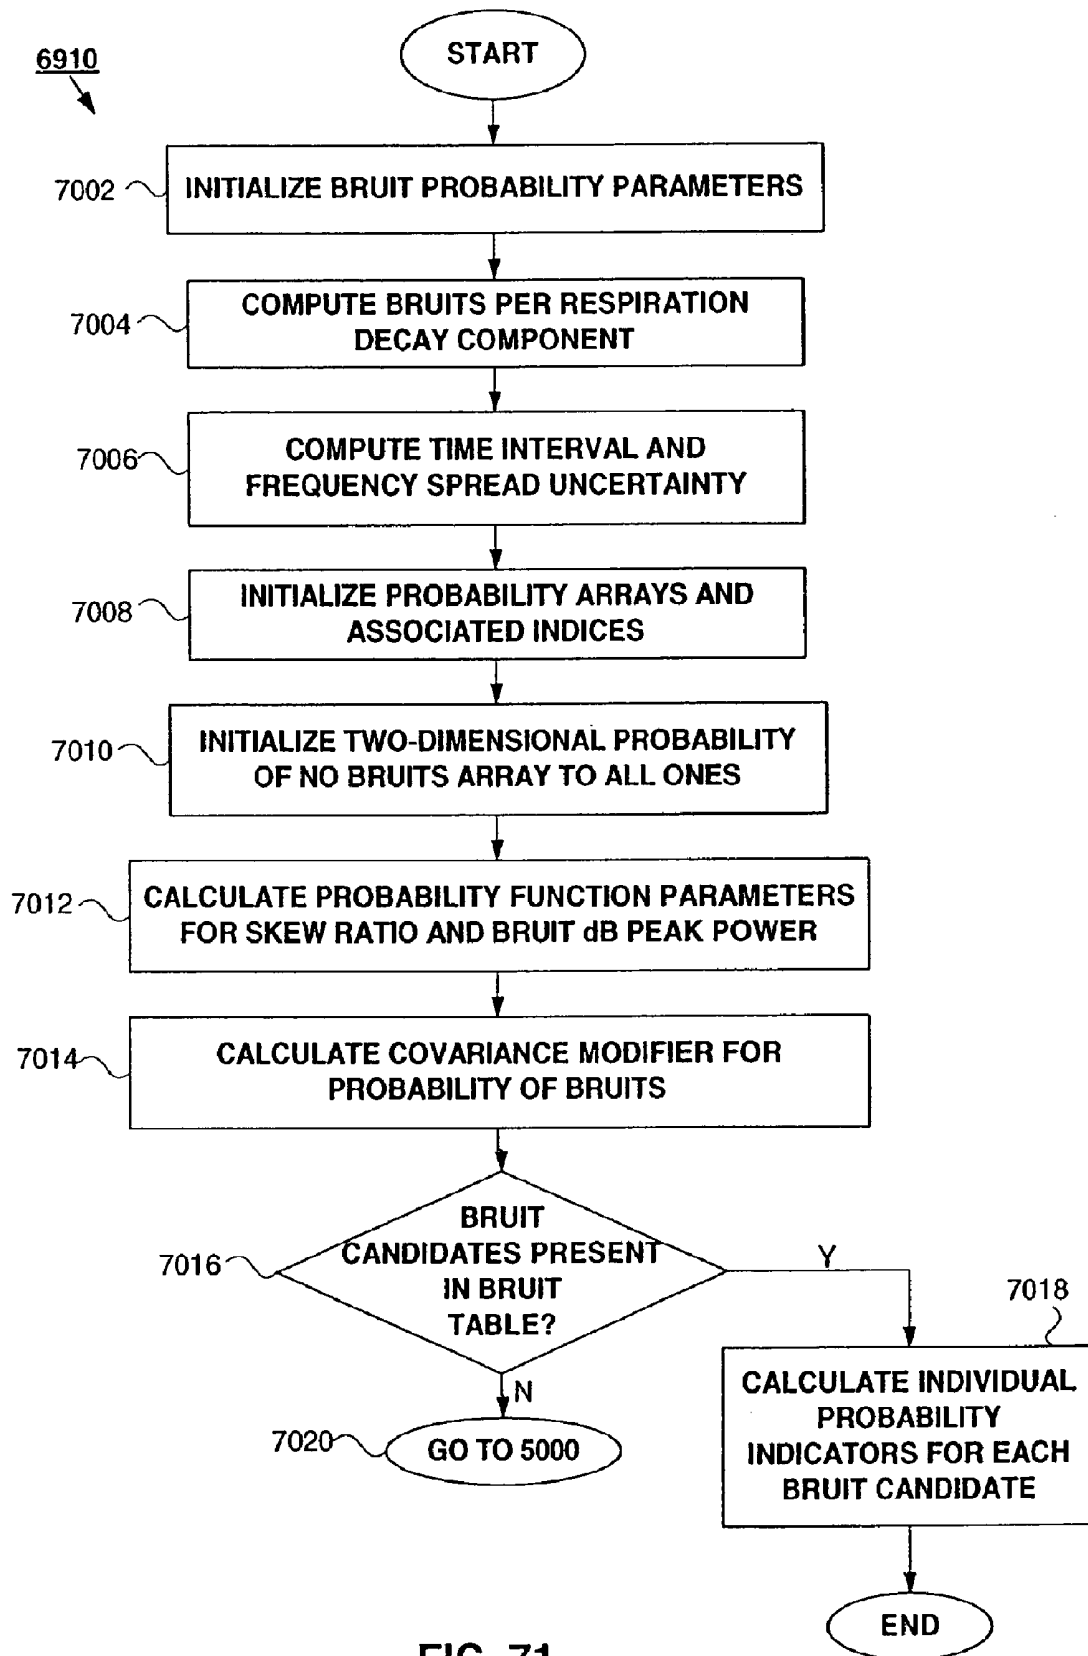 6910
START
7002
INITIALIZE BRUIT PROBABILITY PARAMETERS
7004
COMPUTE BRUITS PER RESPIRATION
DECAY COMPONENT
7006
COMPUTE TIME INTERVAL AND
FREQUENCY SPREAD UNCERTAINTY
7008
INITIALIZE PROBABILITY ARRAYS AND
ASSOCIATED INDICES
7010
INITIALIZE TWO-DIMENSIONAL PROBABILITY
OF NO BRUITS ARRAY TO ALL ONES
7012
CALCULATE PROBABILITY FUNCTION PARAMETERS
FOR SKEW RATIO AND BRUIT dB PEAK POWER
7014
CALCULATE COVARIANCE MODIFIER FOR
PROBABILITY OF BRUITS
7016
BRUIT
CANDIDATES PRESENT
IN BRUIT
TABLE?
Y
N
7020
GO TO 5000
7018
CALCULATE INDIVIDUAL
PROBABILITY
INDICATORS FOR EACH
BRUIT CANDIDATE
END
FIG. 71